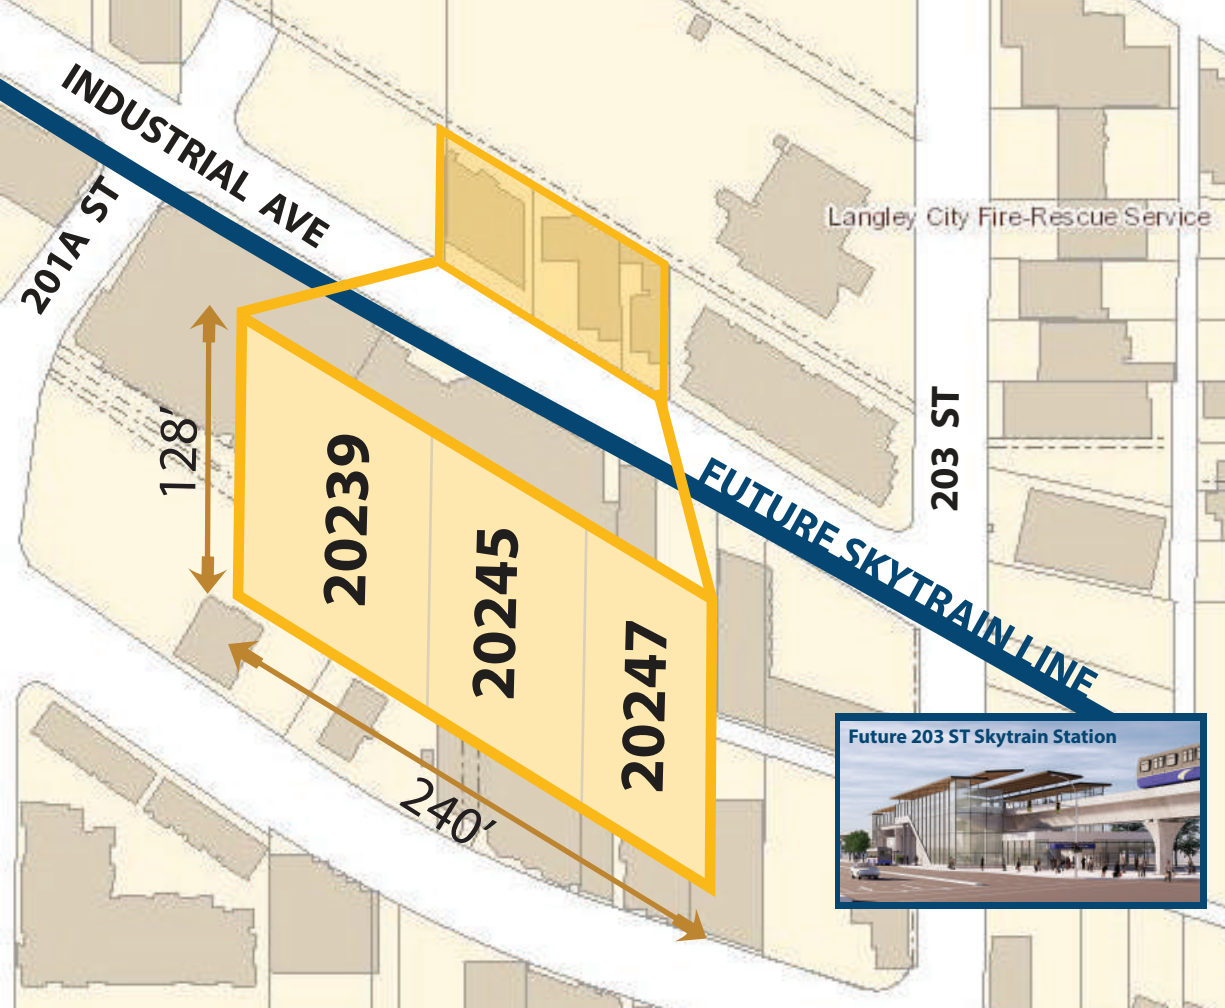 INDUSTRIAL AVE
201A ST
Langley City Fire-Rescue Service
128'
20239
20245
20247
203 ST
FUTURE SKYTRAIN LINE
240'
Future 203 ST Skytrain Station